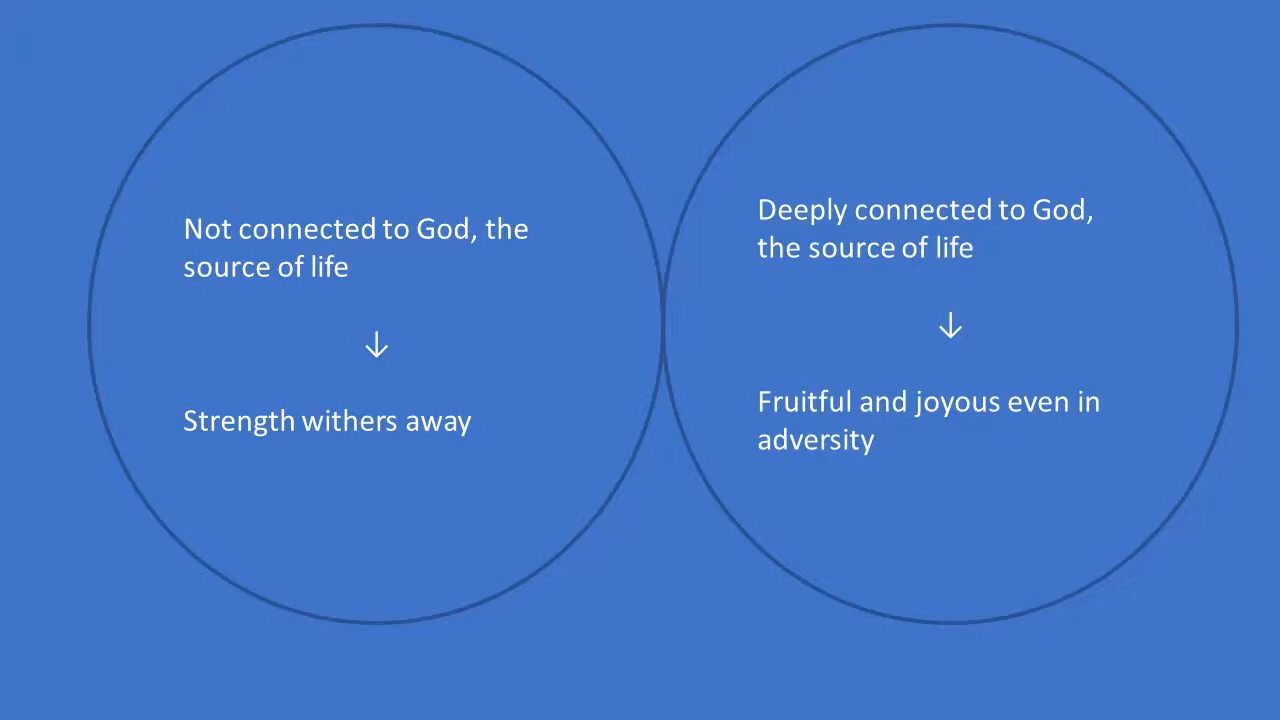 Not connected to God, the
source of life
↓
Strength withers away
Deeply connected to God,
the source of life
↓
Fruitful and joyous even in
adversity